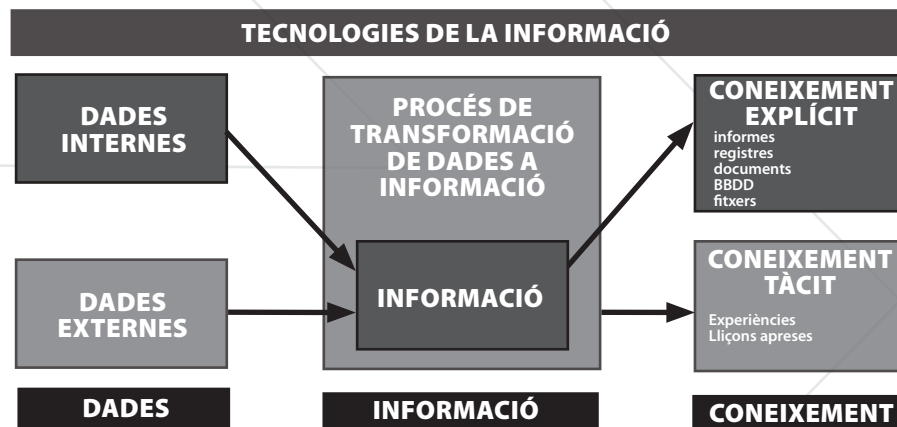 TECNOLOGIES DE LA INFORMACIÓ
DADES
INTERNES
PROCÉS DE
TRANSFORMACIÓ
DE DADES A
INFORMACIÓ
CONEIXEMENT
EXPLÍCIT
informes
registres
documents
BBDD
fitxers
DADES
EXTERNES
INFORMACIÓ
CONEIXEMENT
TÀCIT
Experiències
Lliçons apreses
DADES
INFORMACIÓ
CONEIXEMENT